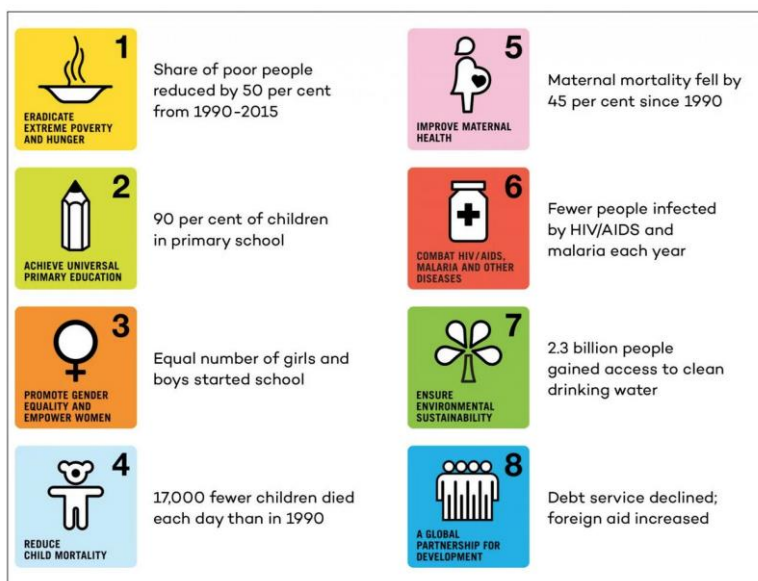 1
ERADICATE
EXTREME POVERTY
AND HUNGER
Share of poor people
reduced by 50 per cent
from 1990-2015
2
ACHIEVE UNIVERSAL
PRIMARY EDUCATION
90 per cent of children
in primary school
3
PROMOTE GENDER
EQUALITY AND
EMPOWER WOMEN
Equal number of girls and
boys started school
4
REDUCE
CHILD MORTALITY
17,000 fewer children died
each day than in 1990
5
IMPROVE MATERNAL
HEALTH
Maternal mortality fell by
45 per cent since 1990
6
COMBAT HIV/AIDS,
MALARIA AND OTHER
DISEASES
Fewer people infected
by HIV/AIDS and
malaria each year
7
ENSURE
ENVIRONMENTAL
SUSTAINABILITY
2.3 billion people
gained access to clean
drinking water
8
A GLOBAL
PARTNERSHIP FOR
DEVELOPMENT
Debt service declined;
foreign aid increased